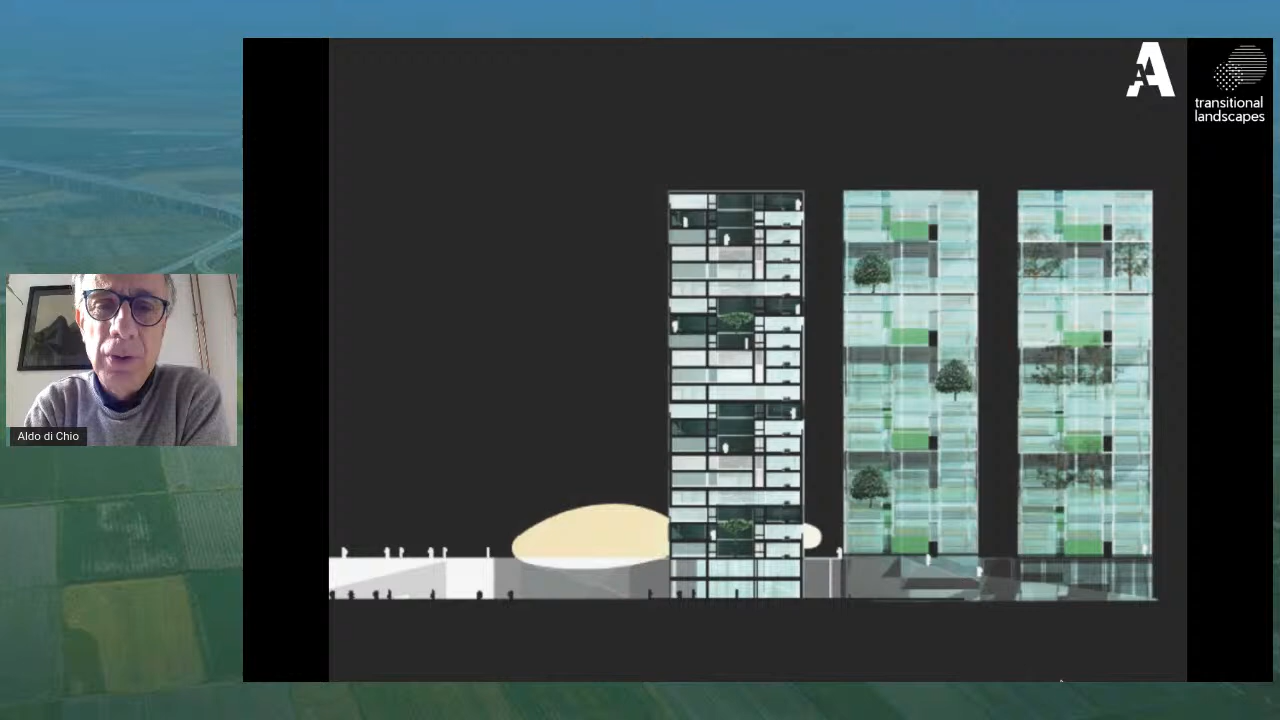 A
A
transitional
landscapes
Aldo di Chio